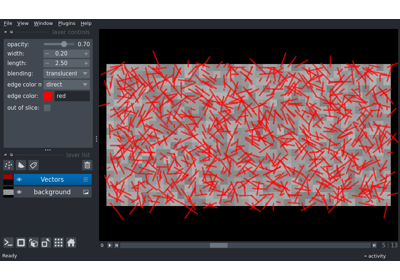 File View Window Plugins Help
layer controls
opacity: 0.70
width: 0.20
length: 2.50
blending: translucent
edge color m direct
edge color: red
out of slice:
layer list
Vectors
background
0 5 13
Ready activity